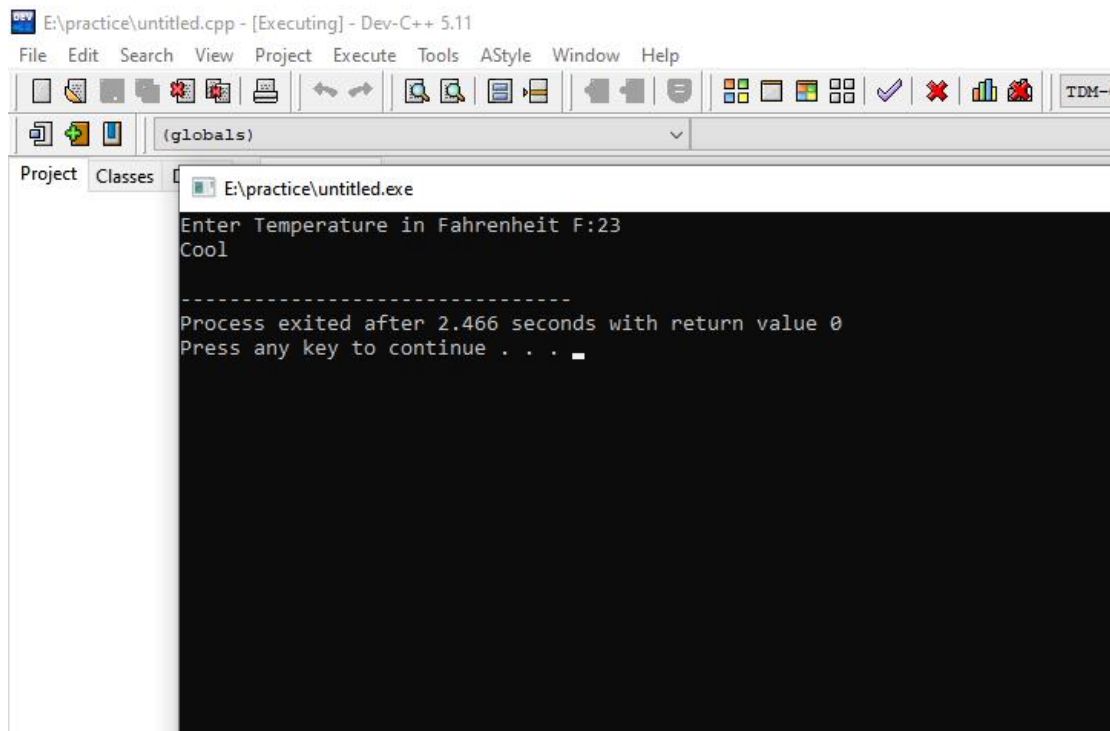 E:\practice\untitled.cpp - [Executing] - Dev-C++ 5.11
File Edit Search View Project Execute Tools AStyle Window Help
(globals)
Project Classes
E:\practice\untitled.exe
Enter Temperature in Fahrenheit F:23
Cool
--------------------------------
Process exited after 2.466 seconds with return value 0
Press any key to continue . . .